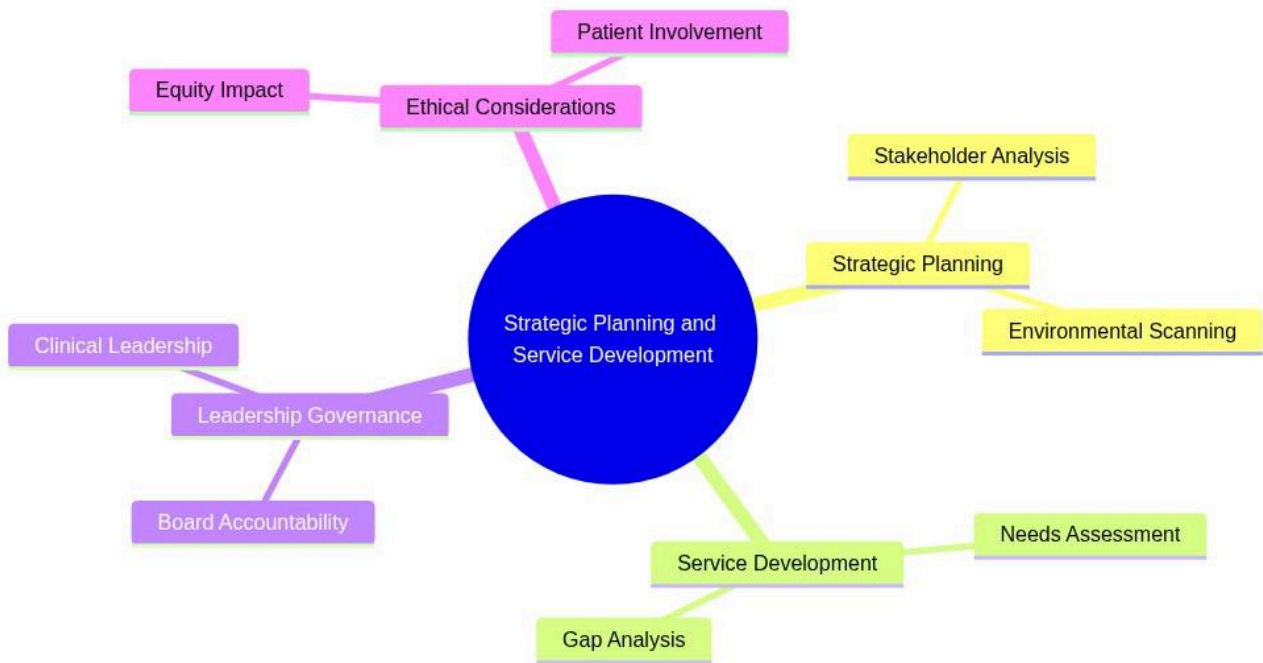 Patient Involvement
Equity Impact
Ethical Considerations
Stakeholder Analysis
Strategic Planning
Strategic Planning and
Service Development
Environmental Scanning
Clinical Leadership
Leadership Governance
Board Accountability
Needs Assessment
Service Development
Gap Analysis